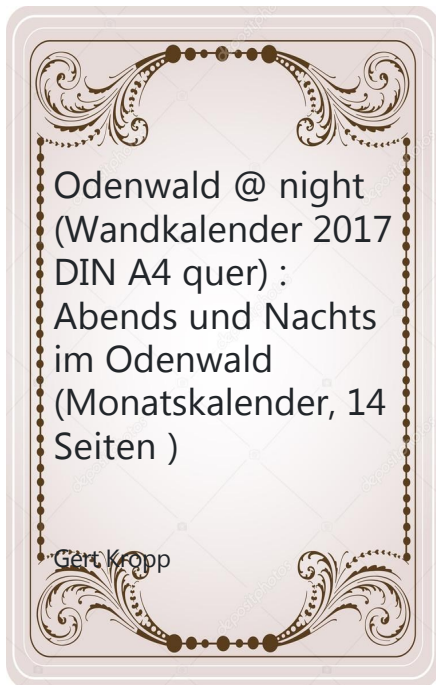 Odenwald @ night
(Wandkalender 2017
DIN A4 quer) :
Abends und Nachts
im Odenwald
(Monatskalender, 14
Seiten )
Gert Kropp